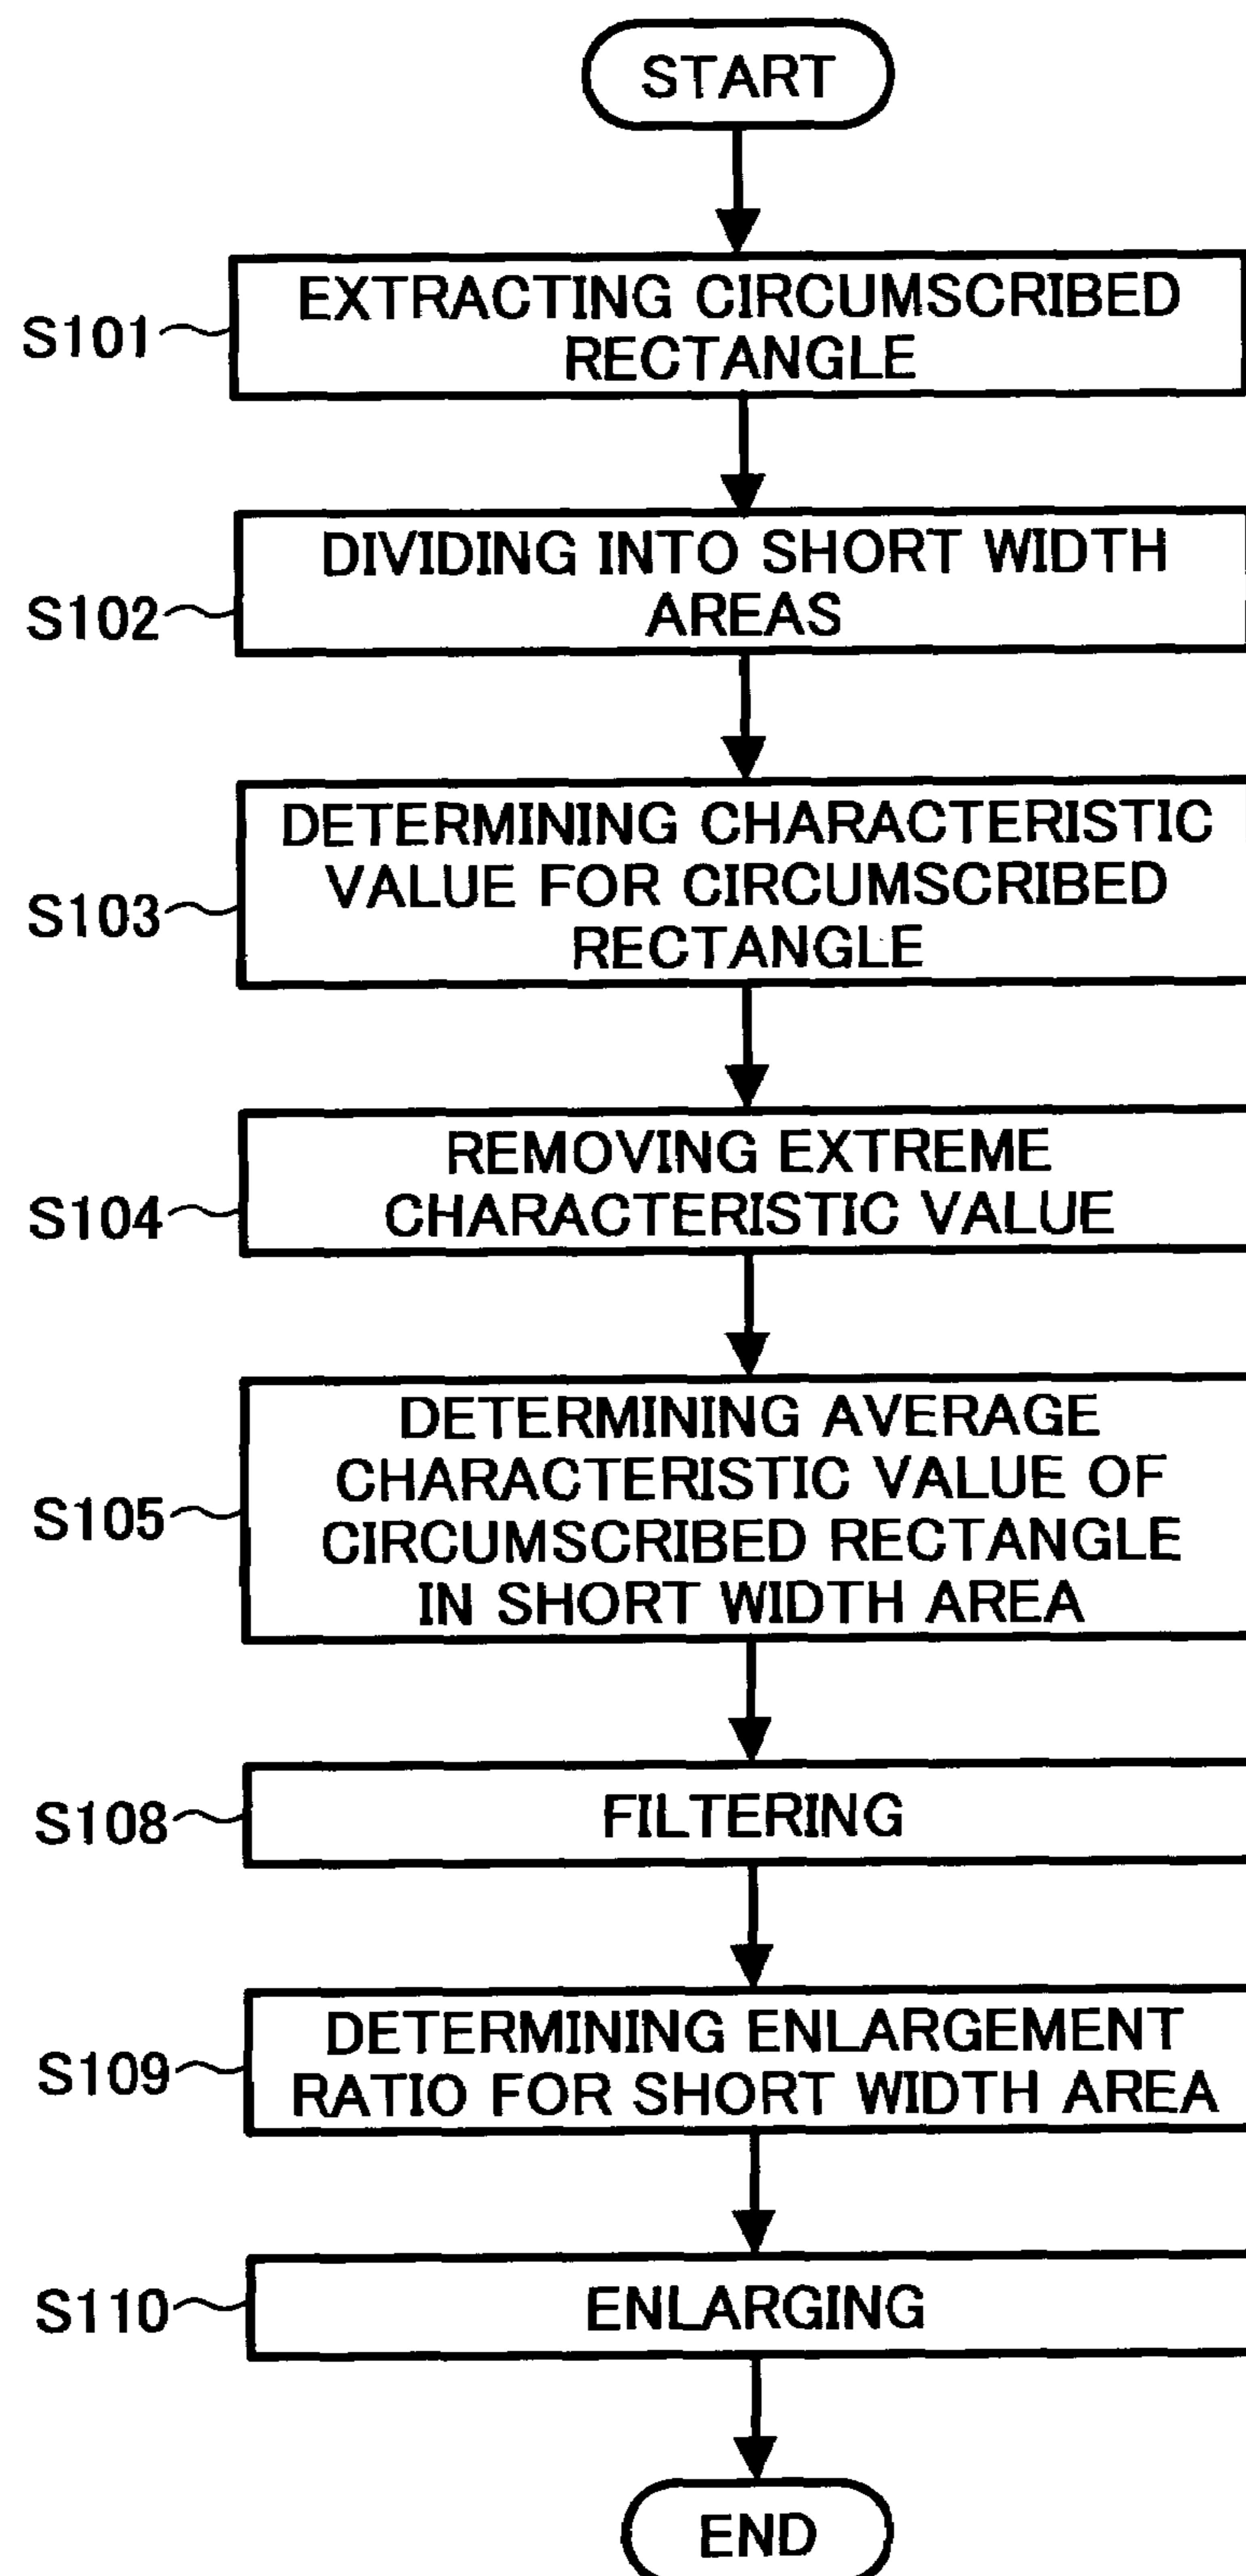 START
S101
EXTRACTING CIRCUMSCRIBED
RECTANGLE
S102
DIVIDING INTO SHORT WIDTH
AREAS
S103
DETERMINING CHARACTERISTIC
VALUE FOR CIRCUMSCRIBED
RECTANGLE
S104
REMOVING EXTREME
CHARACTERISTIC VALUE
S105
DETERMINING AVERAGE
CHARACTERISTIC VALUE OF
CIRCUMSCRIBED RECTANGLE
IN SHORT WIDTH AREA
S108
FILTERING
S109
DETERMINING ENLARGEMENT
RATIO FOR SHORT WIDTH AREA
S110
ENLARGING
END